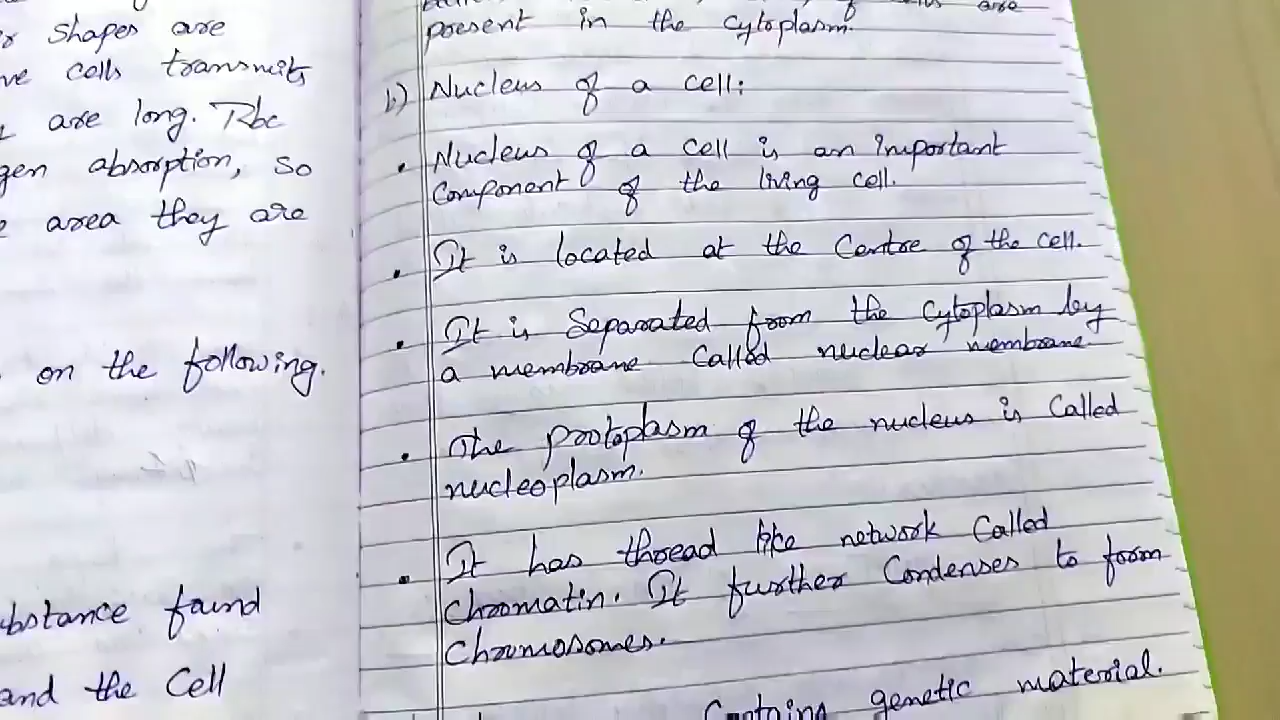 shapes are
ve cells transmits
are long. Rbc
gen absorption, so
area they are
on the following.
bstance found
and the Cell
are
present in the cytoplasm.
b) Nucleus of a cell:
. Nucleus of a cell is an important
component of the living cell.
. It is located at the Centre of the cell.
. It is Separated from the cytoplasm by
a membrane Called nuclear membrane.
. The protoplasm of the nucleus is Called
nucleoplasm.
. It has thread like network Called
Chromatin. It further Condenses to form
Chromosomes.
Contains genetic material.